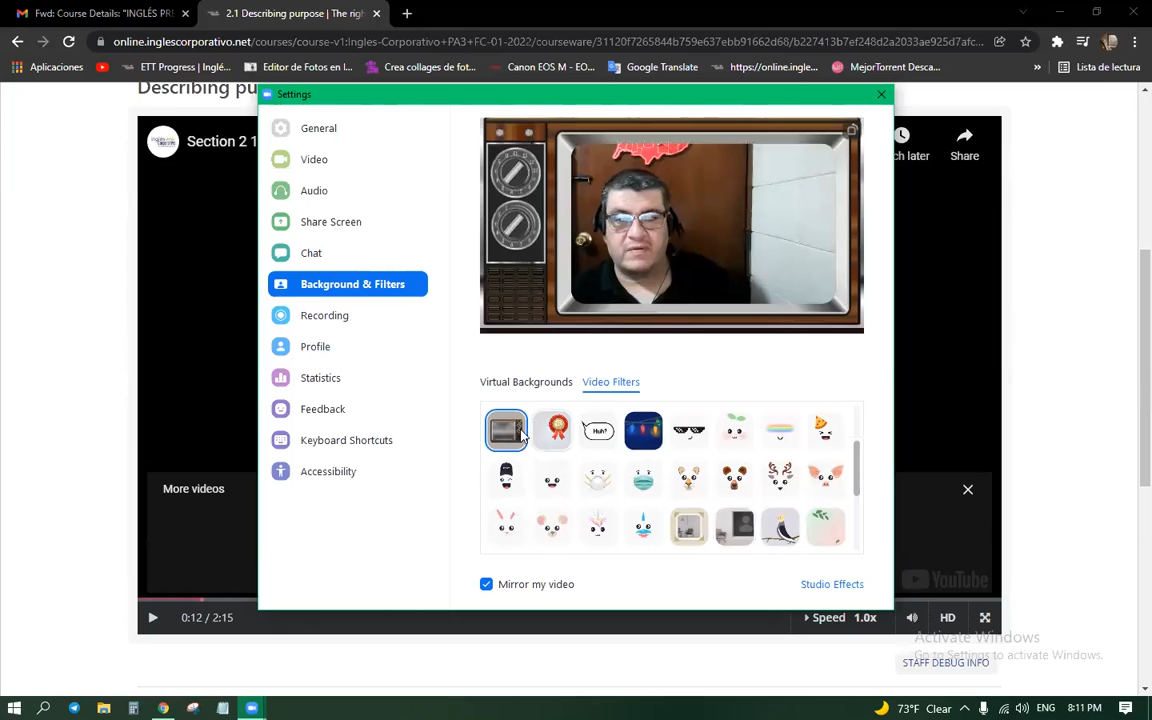 Fwd: Course Details: "INGLÉS PRE
2.1 Describing purpose | The righ
online.inglescorporativo.net/courses/course-v1:Ingles-Corporativo+PA3+FC-01-2022/courseware/31120f7265844b759e637ebb91662d68/b227413b7ef248d2a2033ae925d7afc...
Aplicaciones
ETT Progress | Inglé...
Editor de Fotos en l...
Crea collages de fot...
Canon EOS M - EO...
Google Translate
https://online.ingle...
MejorTorrent Desca...
»
Lista de lectura
Describing pu
Section 2 1
ch later
Share
More videos
0:12 / 2:15
Speed 1.0x
HD
YouTube
STAFF DEBUG INFO
Settings
General
Video
Audio
Share Screen
Chat
Background & Filters
Recording
Profile
Statistics
Feedback
Keyboard Shortcuts
Accessibility
Virtual Backgrounds
Video Filters
Huh?
Mirror my video
Studio Effects
Activate Windows
Go to Settings to activate Windows.
73°F Clear
ENG
8:11 PM